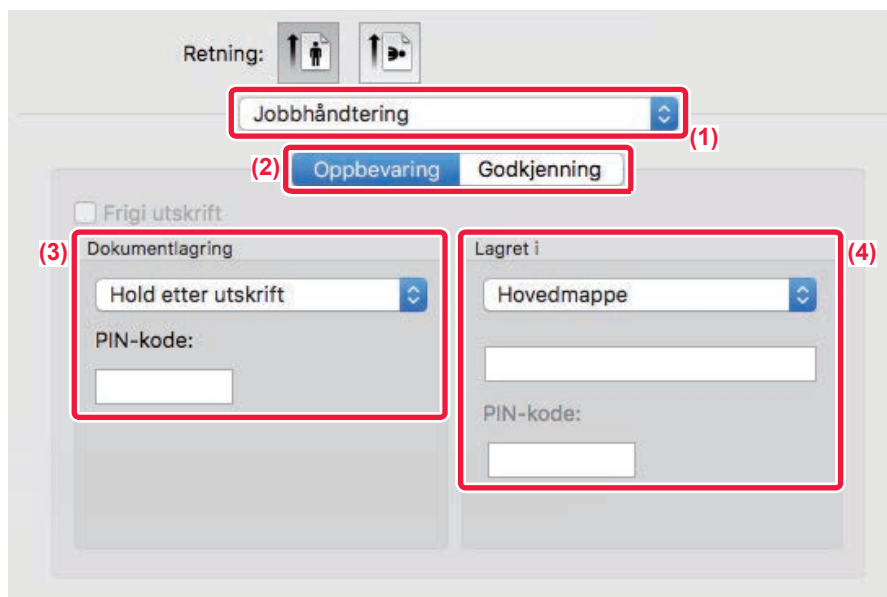 Retning:
Jobbhåndtering
(1)
(2)
Oppbevaring Godkjenning
Frigi utskrift
(3)
Dokumentlagring
Hold etter utskrift
PIN-kode:
Lagret i
(4)
Hovedmappe
PIN-kode: